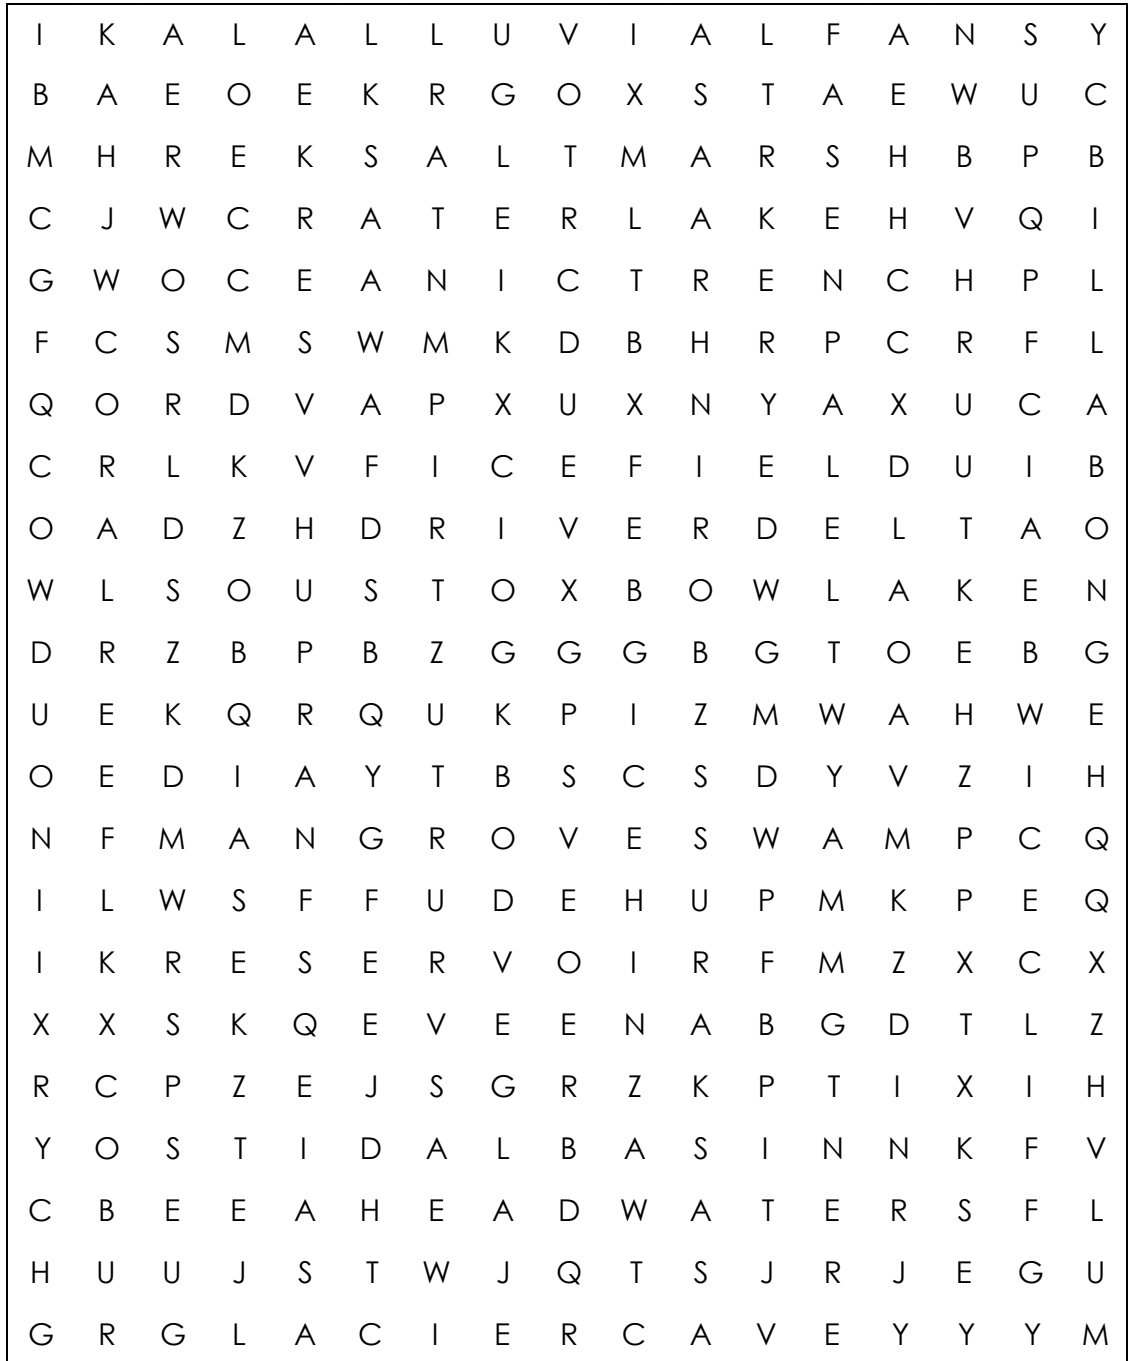 I K A L A L L U V I A L F A N S Y
B A E O E K R G O X S T A E W U C
M H R E K S A L T M A R S H B P B
C J W C R A T E R L A K E H V Q I
G W O C E A N I C T R E N C H P L
F C S M S W M K D B H R P C R F L
Q O R D V A P X U X N Y A X U C A
C R L K V F I C E F I E L D U I B
O A D Z H D R I V E R D E L T A O
W L S O U S T O X B O W L A K E N
D R Z B P B Z G G G B G T O E B G
U E K Q R Q U K P I Z M W A H W E
O E D I A Y T B S C S D Y V Z I H
N F M A N G R O V E S W A M P C Q
I L W S F F U D E H U P M K P E Q
I K R E S E R V O I R F M Z X C X
X X S K Q E V E E N A B G D T L Z
R C P Z E J S G R Z K P T I X I H
Y O S T I D A L B A S I N N K F V
C B E E A H E A D W A T E R S F L
H U U J S T W J Q T S J R J E G U
G R G L A C I E R C A V E Y Y Y M